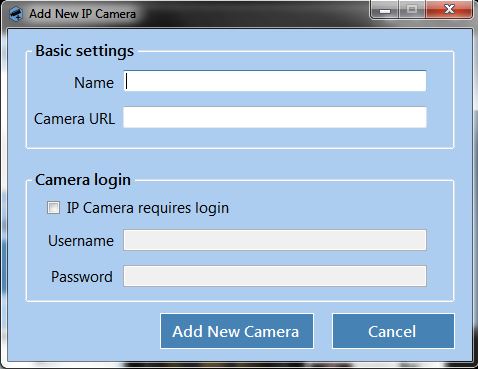 Add New IP Camera
Basic settings
Name
Camera URL
Camera login
IP Camera requires login
Username
Password
Add New Camera
Cancel